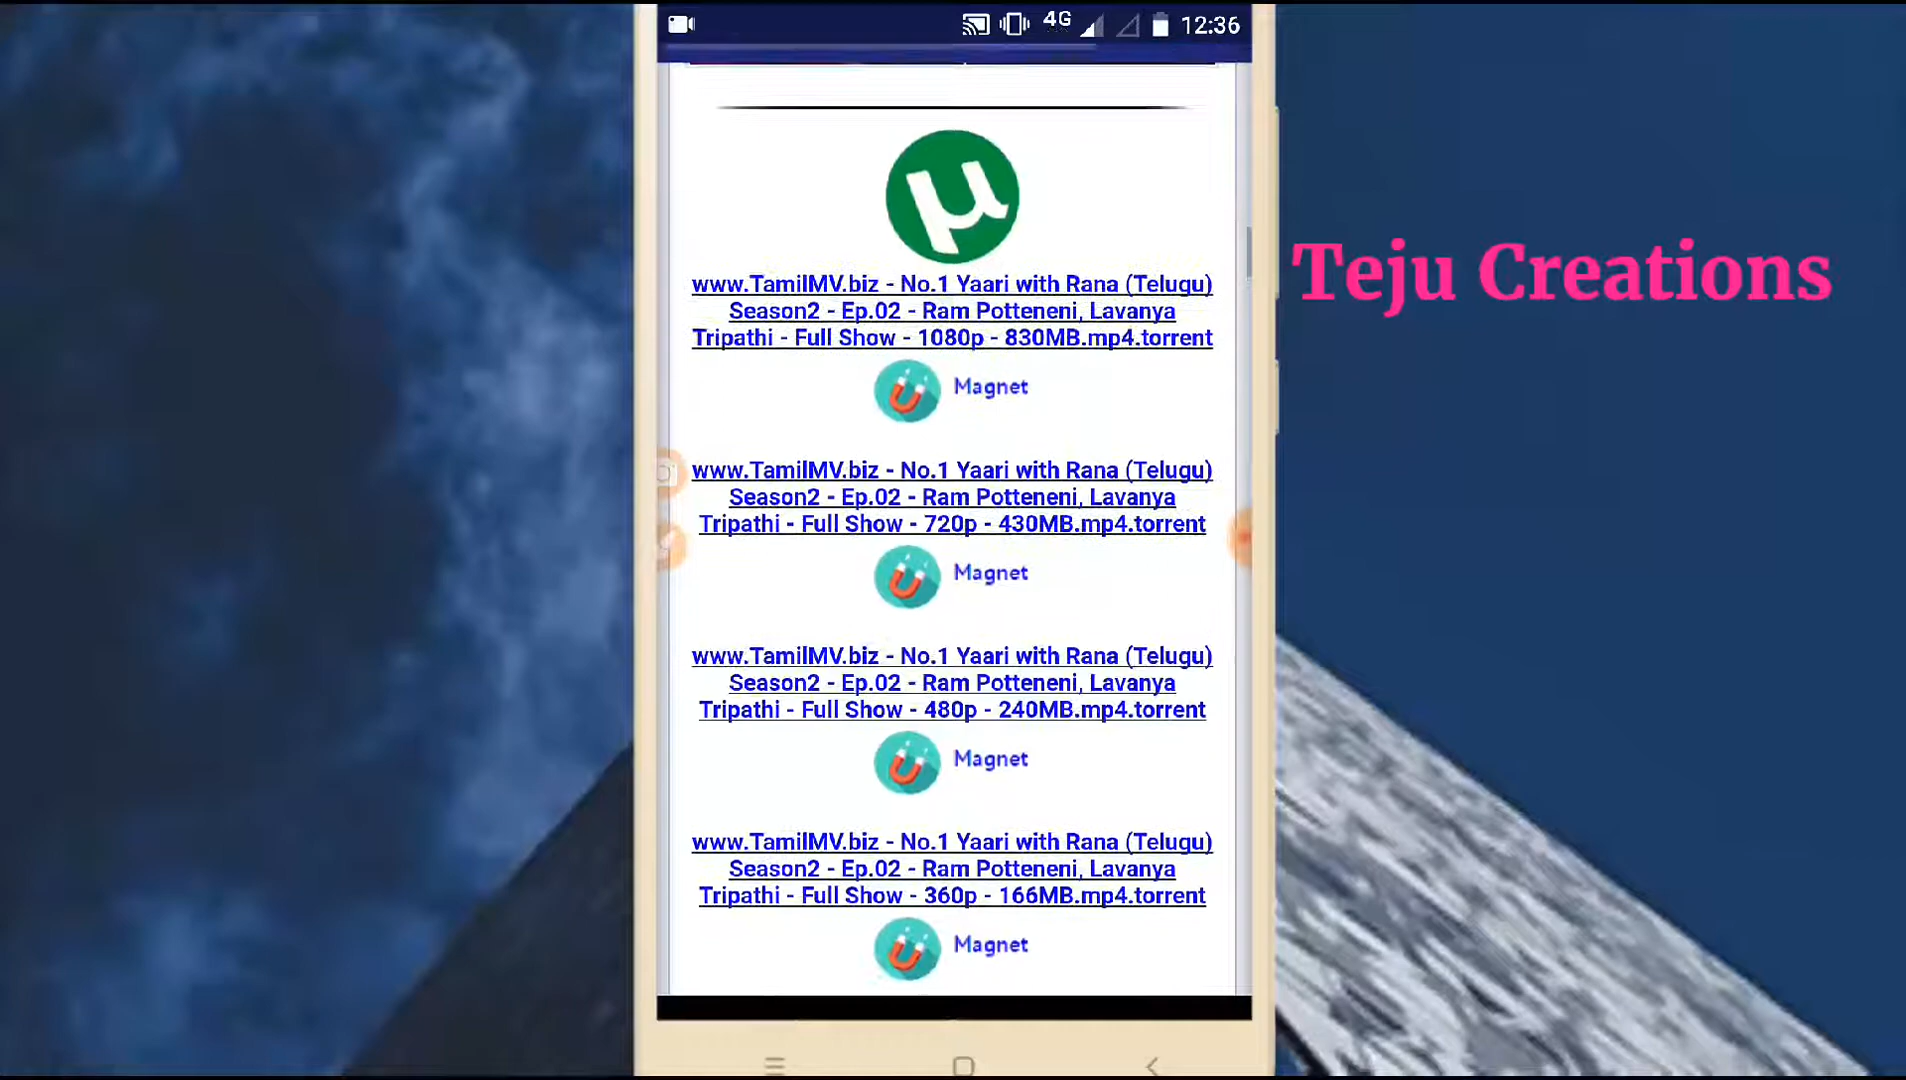 4G 12:36
µ
www.TamilMV.biz - No.1 Yaari with Rana (Telugu)
Season2 - Ep.02 - Ram Potteneni, Lavanya
Tripathi - Full Show - 1080p - 830MB.mp4.torrent
Magnet
www.TamilMV.biz - No.1 Yaari with Rana (Telugu)
Season2 - Ep.02 - Ram Potteneni, Lavanya
Tripathi - Full Show - 720p - 430MB.mp4.torrent
Magnet
www.TamilMV.biz - No.1 Yaari with Rana (Telugu)
Season2 - Ep.02 - Ram Potteneni, Lavanya
Tripathi - Full Show - 480p - 240MB.mp4.torrent
Magnet
www.TamilMV.biz - No.1 Yaari with Rana (Telugu)
Season2 - Ep.02 - Ram Potteneni, Lavanya
Tripathi - Full Show - 360p - 166MB.mp4.torrent
Magnet
Teju Creations